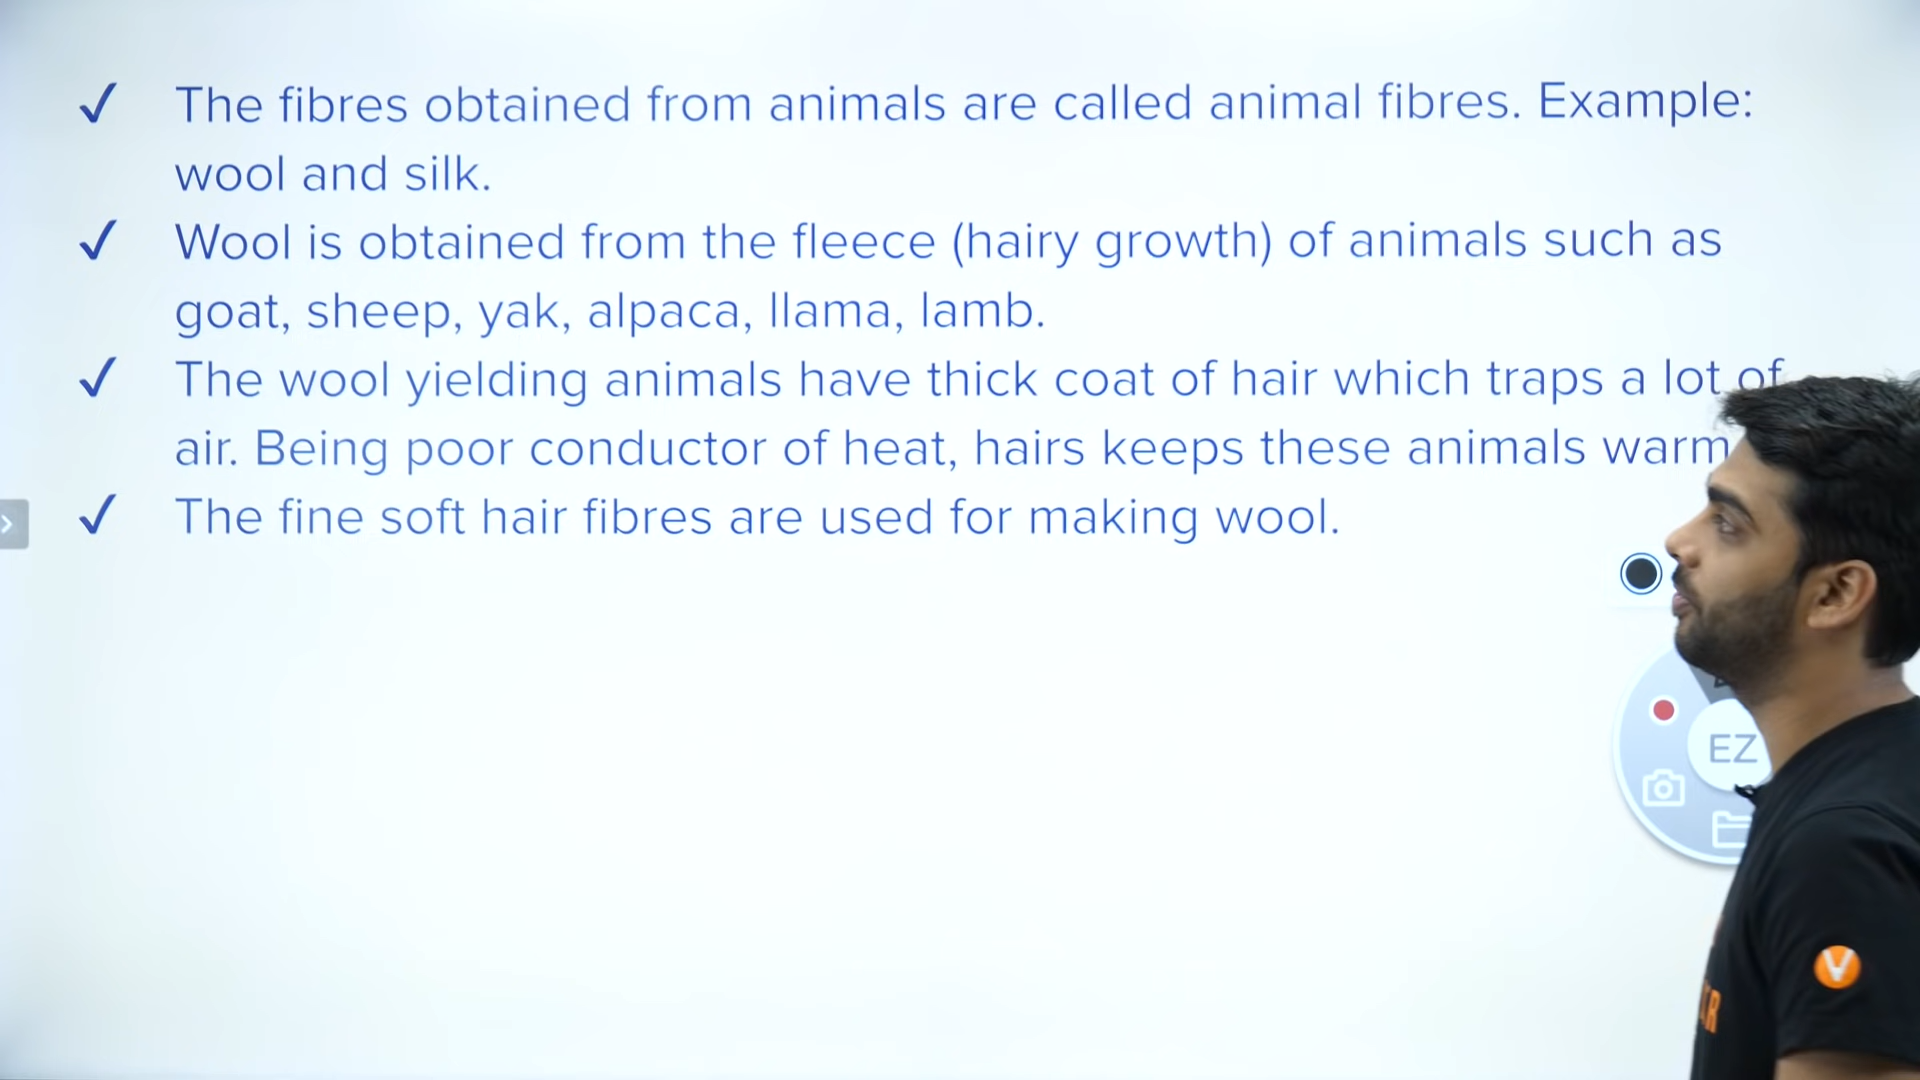 ✓ The fibres obtained from animals are called animal fibres. Example:
wool and silk.
✓ Wool is obtained from the fleece (hairy growth) of animals such as
goat, sheep, yak, alpaca, llama, lamb.
✓ The wool yielding animals have thick coat of hair which traps a lot of
air. Being poor conductor of heat, hairs keeps these animals warm
✓ The fine soft hair fibres are used for making wool.
EZ
V